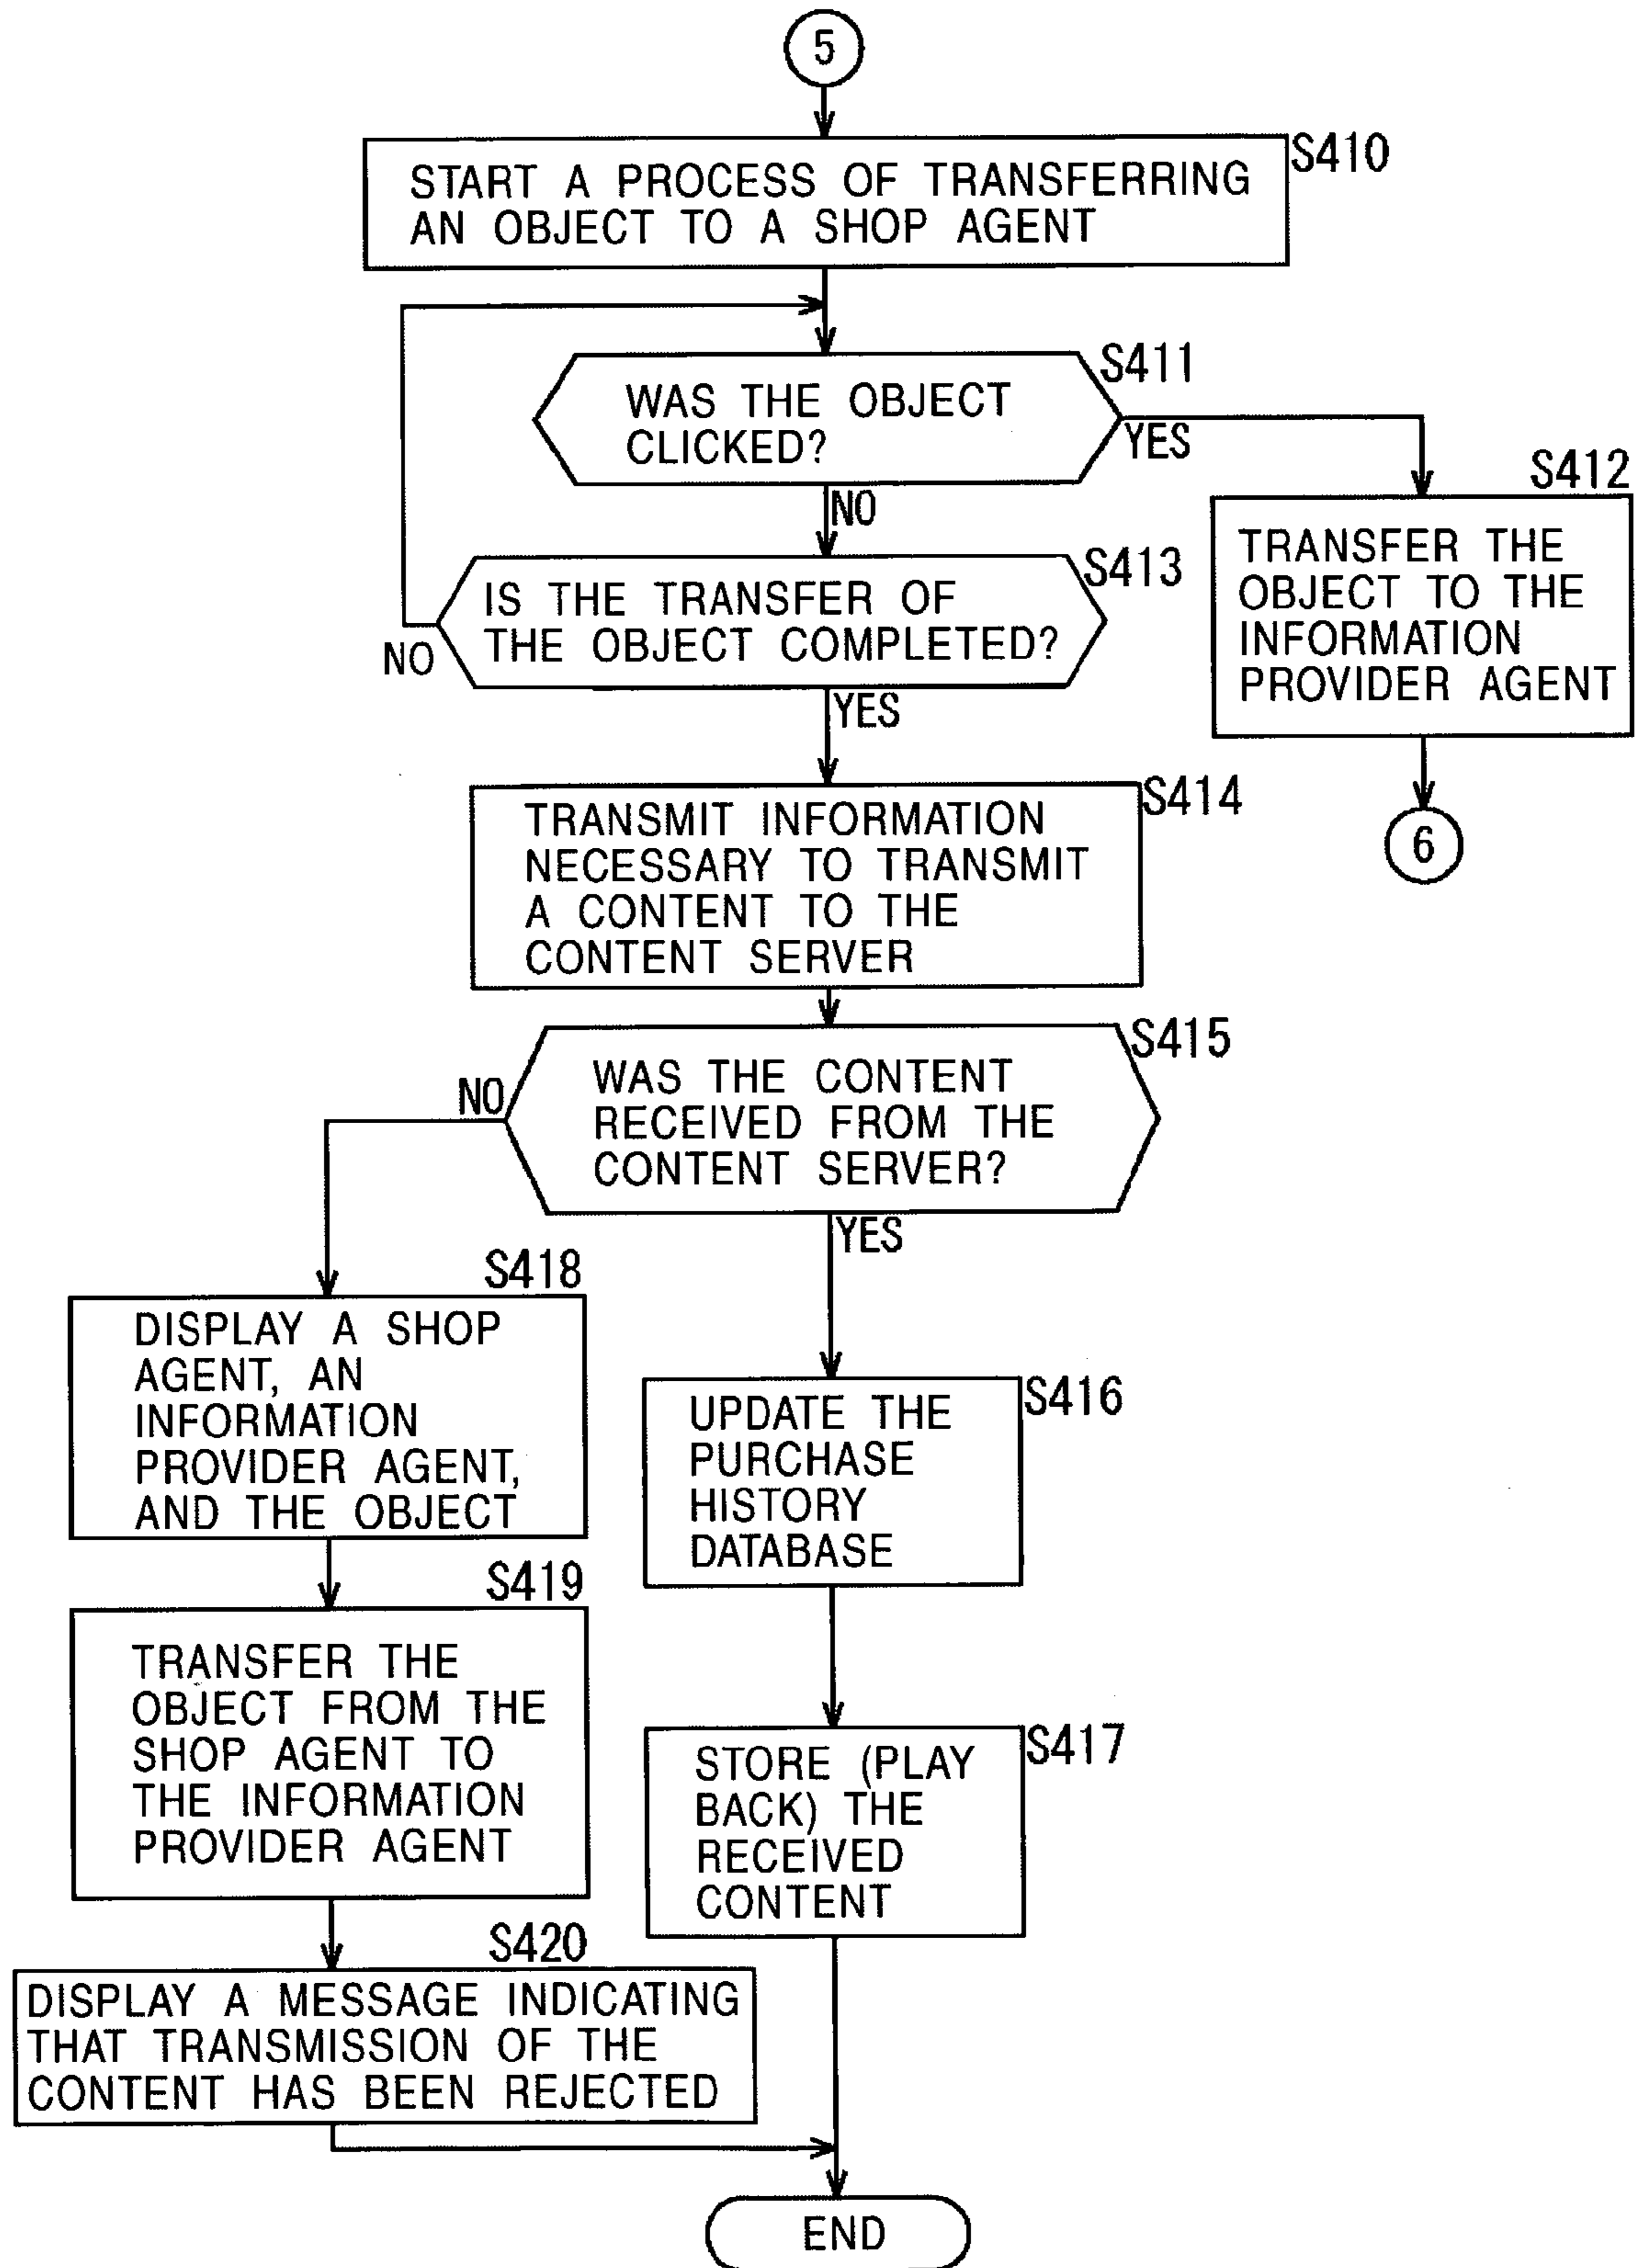 5
S410
START A PROCESS OF TRANSFERRING
AN OBJECT TO A SHOP AGENT
S411
WAS THE OBJECT
CLICKED?
YES
NO
S412
TRANSFER THE
OBJECT TO THE
INFORMATION
PROVIDER AGENT
6
S413
IS THE TRANSFER OF
THE OBJECT COMPLETED?
NO
YES
S414
TRANSMIT INFORMATION
NECESSARY TO TRANSMIT
A CONTENT TO THE
CONTENT SERVER
S415
WAS THE CONTENT
RECEIVED FROM THE
CONTENT SERVER?
NO
YES
S418
DISPLAY A SHOP
AGENT, AN
INFORMATION
PROVIDER AGENT,
AND THE OBJECT
S416
UPDATE THE
PURCHASE
HISTORY
DATABASE
S419
TRANSFER THE
OBJECT FROM THE
SHOP AGENT TO
THE INFORMATION
PROVIDER AGENT
S417
STORE (PLAY
BACK) THE
RECEIVED
CONTENT
S420
DISPLAY A MESSAGE INDICATING
THAT TRANSMISSION OF THE
CONTENT HAS BEEN REJECTED
END